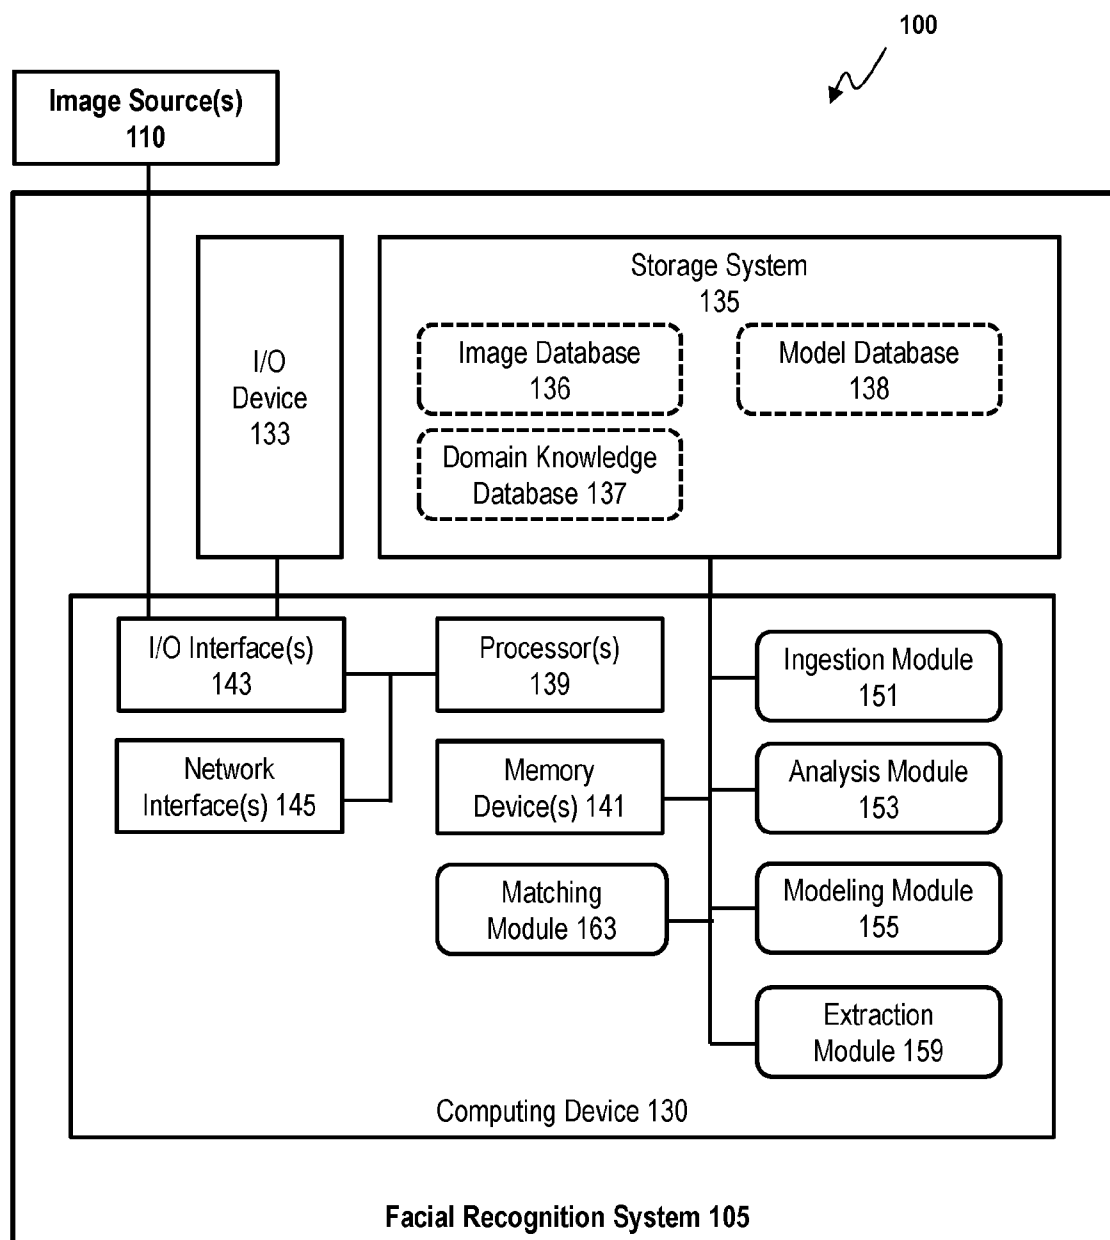 100
Image Source(s)
110
Storage System
135
I/O
Device
133
Image Database
136
Model Database
138
Domain Knowledge
Database 137
I/O Interface(s)
143
Processor(s)
139
Ingestion Module
151
Network
Interface(s) 145
Memory
Device(s) 141
Analysis Module
153
Matching
Module 163
Modeling Module
155
Extraction
Module 159
Computing Device 130
Facial Recognition System 105